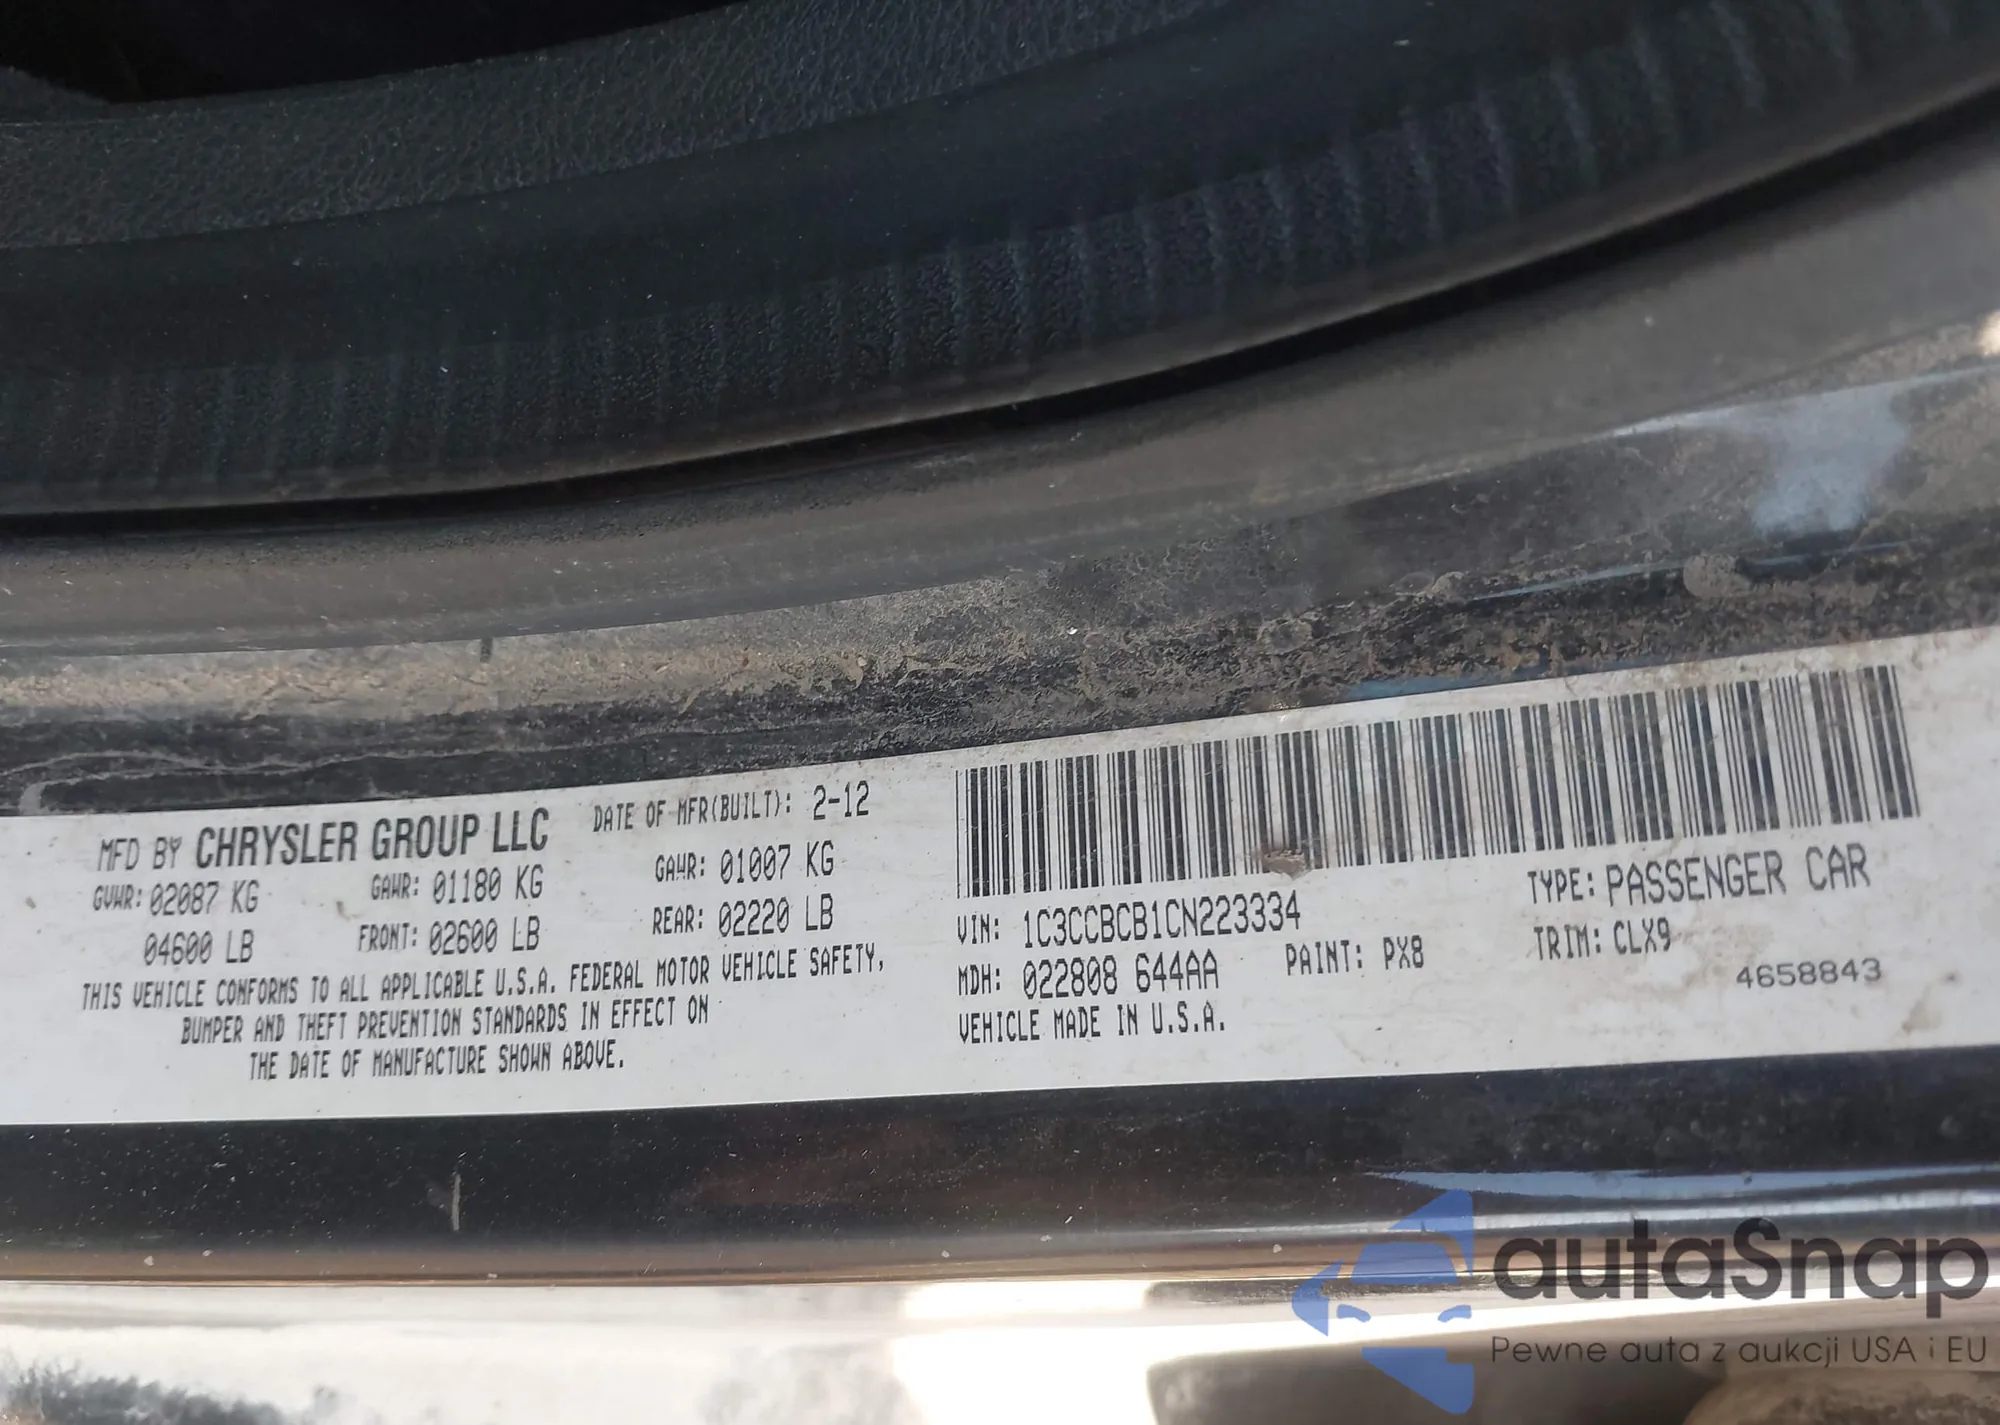 MFD BY CHRYSLER GROUP LLC DATE OF MFR(BUILT): 2-12
GVWR: 02087 KG GAWR: 01180 KG GAWR: 01007 KG
04600 LB FRONT: 02600 LB REAR: 02220 LB
THIS VEHICLE CONFORMS TO ALL APPLICABLE U.S.A. FEDERAL MOTOR VEHICLE SAFETY,
BUMPER AND THEFT PREVENTION STANDARDS IN EFFECT ON
THE DATE OF MANUFACTURE SHOWN ABOVE.
VIN: 1C3CCBCB1CN223334 TYPE: PASSENGER CAR
MDH: 022808 644AA PAINT: PX8 TRIM: CLX9
VEHICLE MADE IN U.S.A. 4658843
autaSnap
Pewne auta z aukcji USA i EU